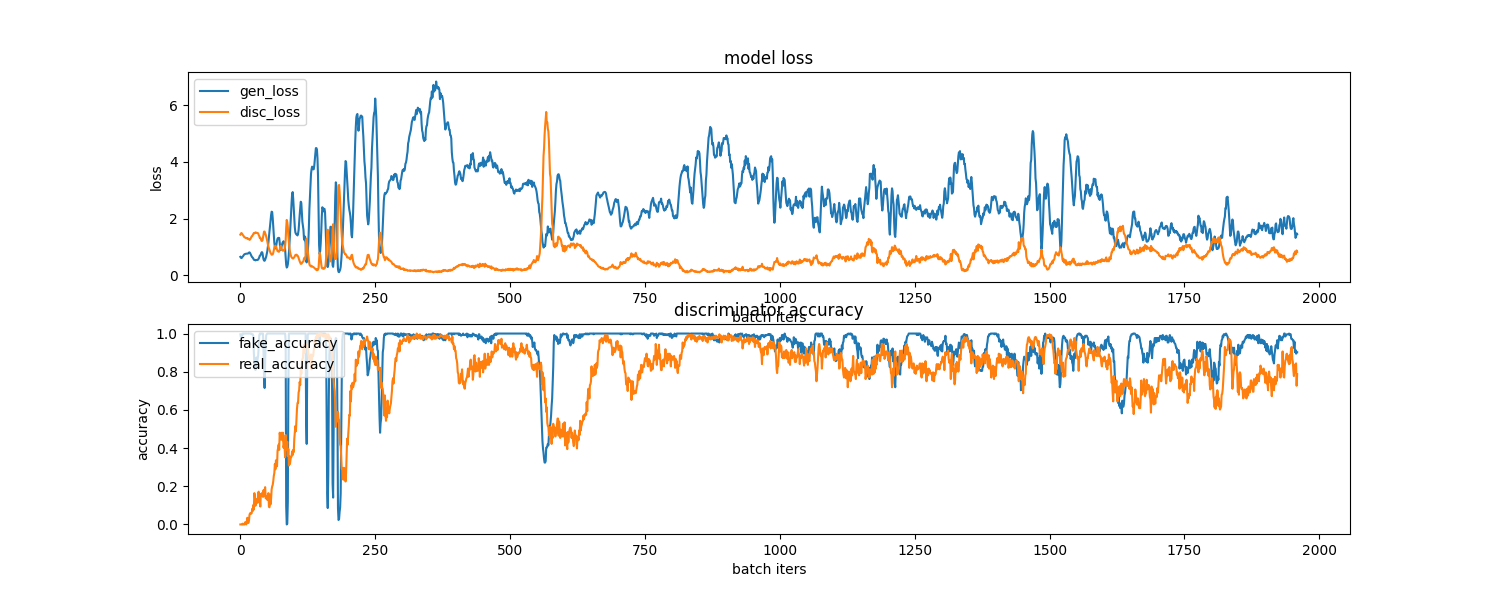 model loss
gen_loss
disc_loss
loss
6
4
2
0
0 250 500 750 1000 1250 1500 1750 2000
batch iters
discriminator accuracy
fake_accuracy
real_accuracy
accuracy
1.0
0.8
0.6
0.4
0.2
0.0
0 250 500 750 1000 1250 1500 1750 2000
batch iters